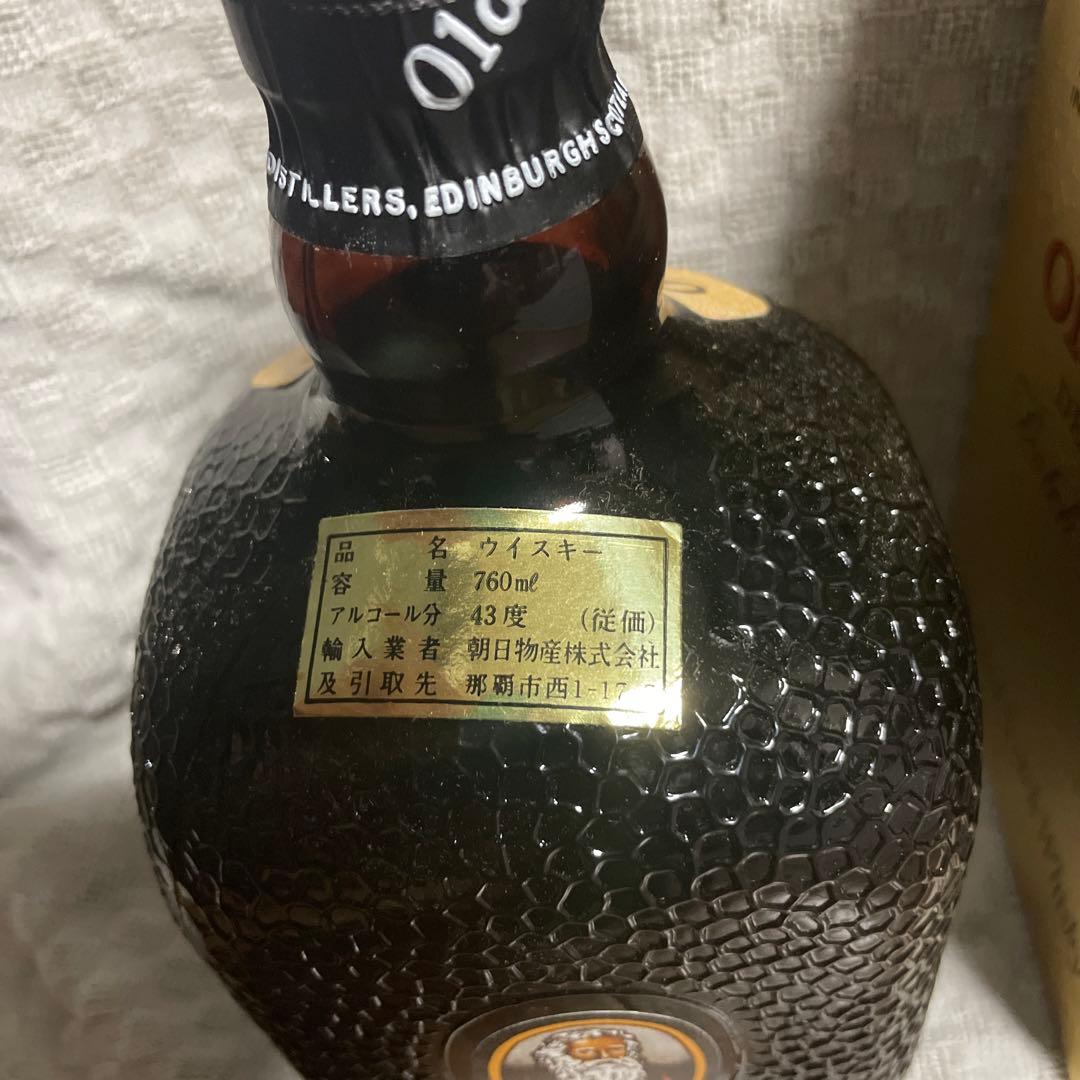 Old
DISTILLERS, EDINBURGH SCOTLA
品名 ウイスキー
容量 760㎖
アルコール分 43度 (従価)
輸入業者 朝日物産株式会社
及引取先 那覇市西1-17